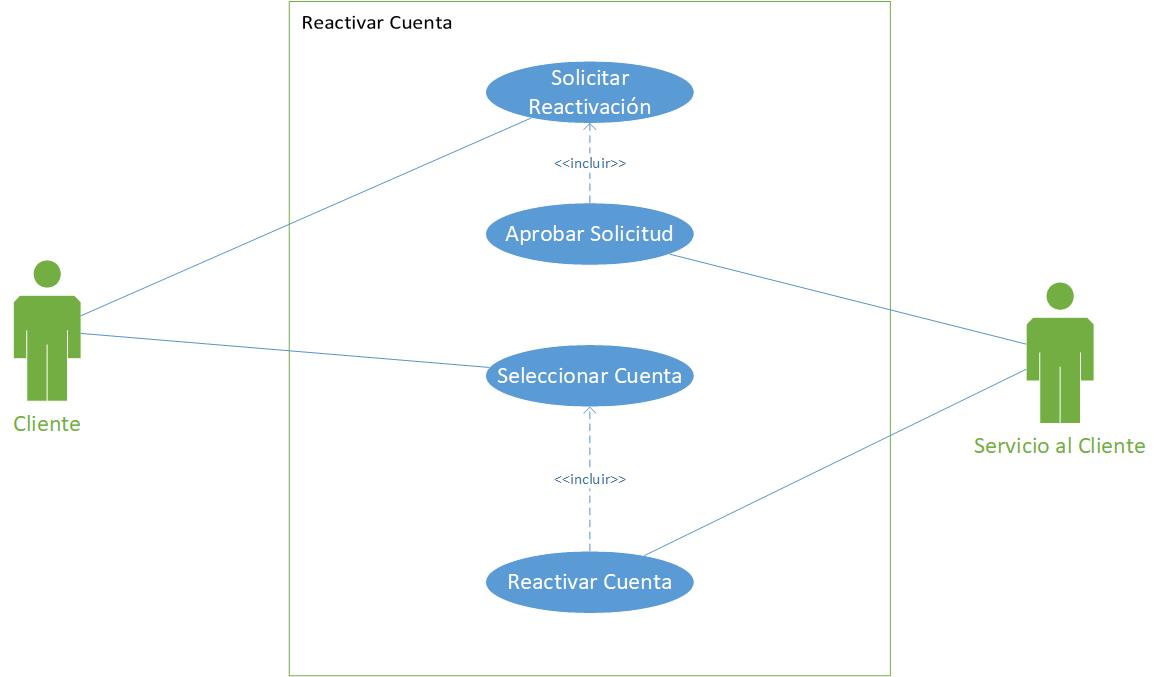 Reactivar Cuenta
Solicitar
Reactivación
<<incluir>>
Aprobar Solicitud
Seleccionar Cuenta
Cliente
Servicio al Cliente
<<incluir>>
Reactivar Cuenta